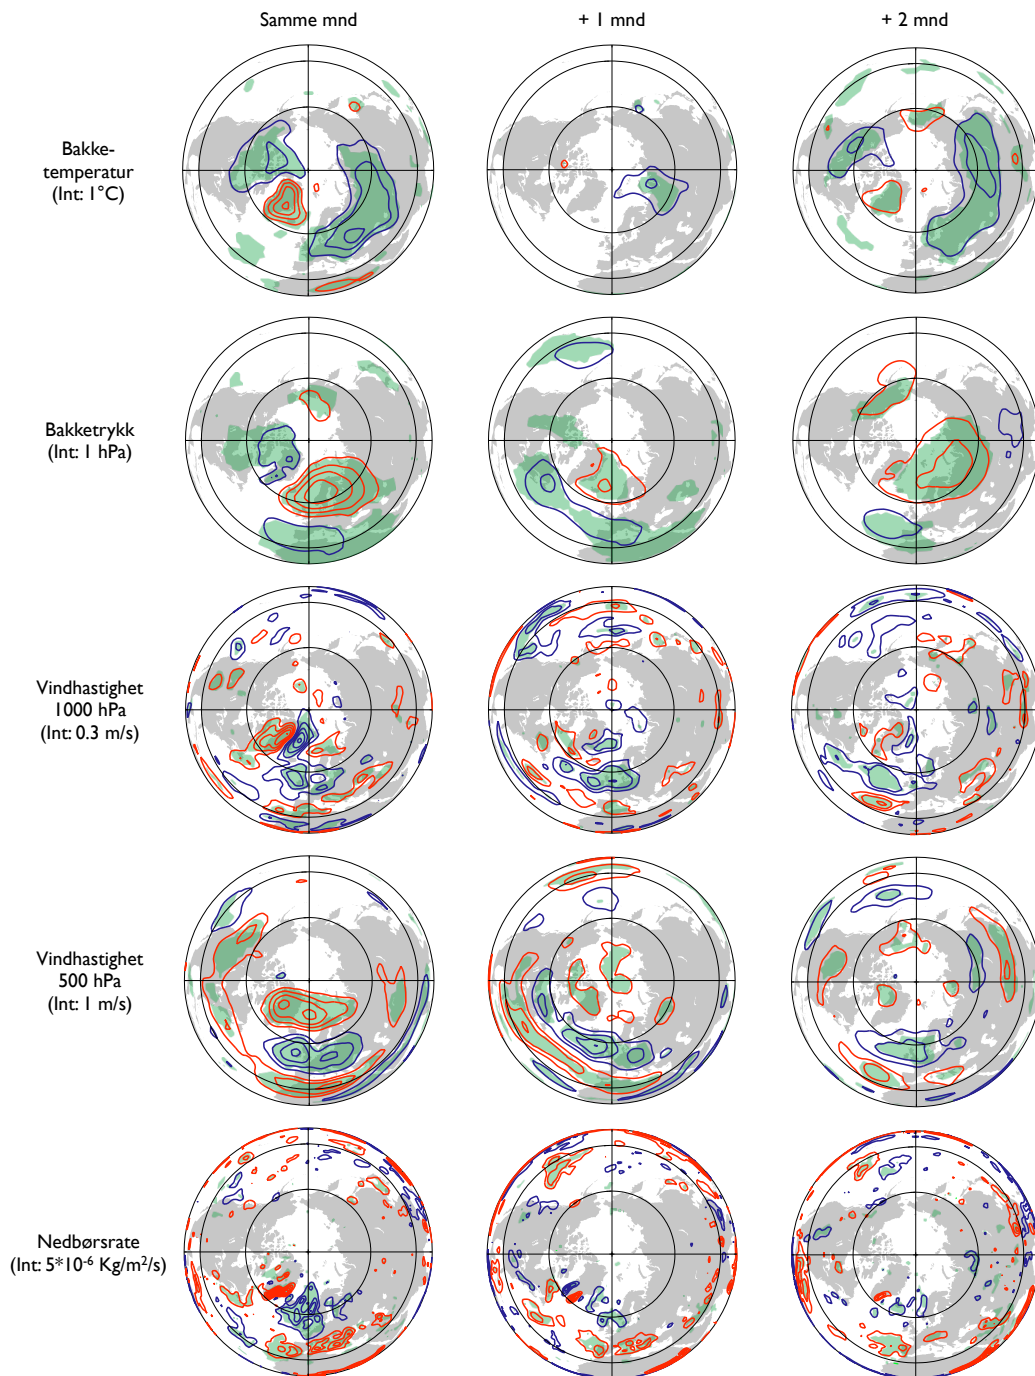 Samme mnd
+ 1 mnd
+ 2 mnd
Bakke-
temperatur
(Int: 1°C)
Bakketrykk
(Int: 1 hPa)
Vindhastighet
1000 hPa
(Int: 0.3 m/s)
Vindhastighet
500 hPa
(Int: 1 m/s)
Nedbørsrate
(Int: 5*10⁻⁶ Kg/m²/s)